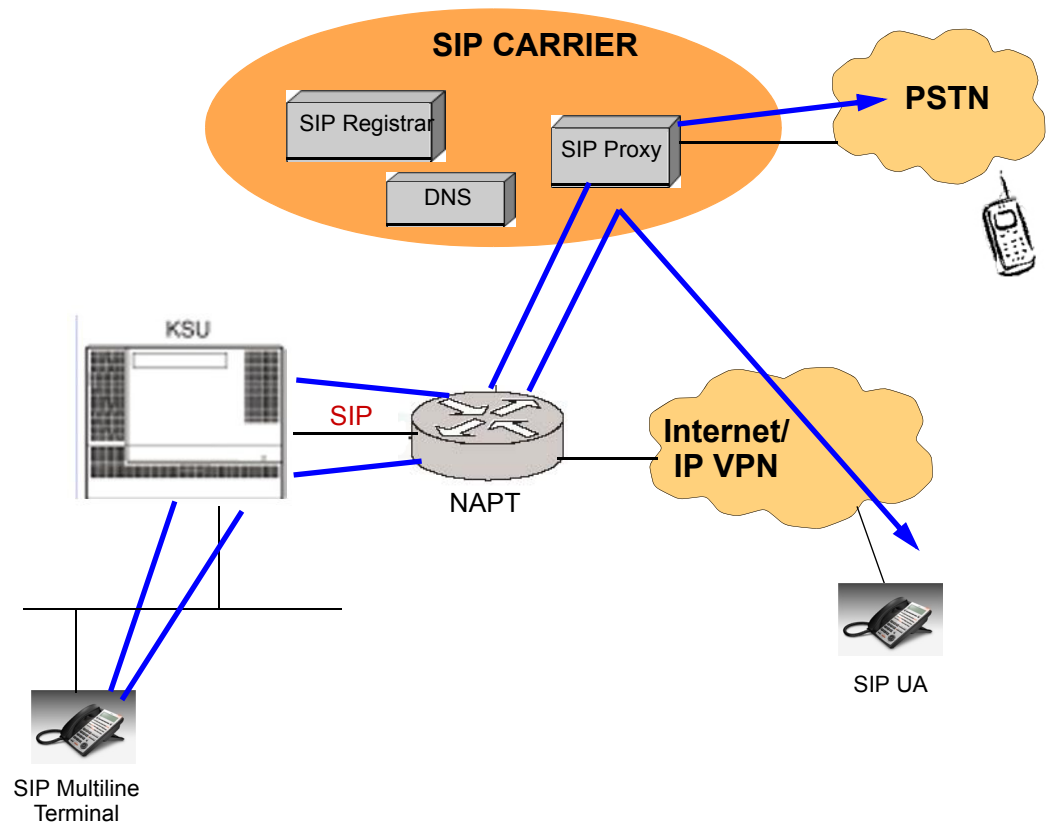 SIP CARRIER
PSTN
SIP Registrar
SIP Proxy
DNS
KSU
SIP
Internet/
IP VPN
NAPT
SIP UA
SIP Multiline
Terminal